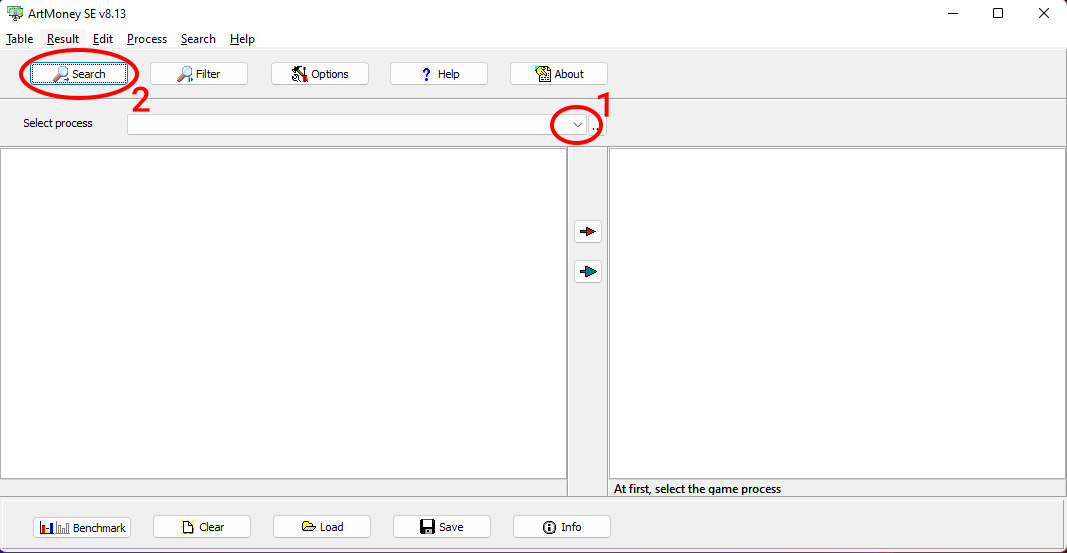 ArtMoney SE v8.13
Table Result Edit Process Search Help
Search Filter Options ? Help About
2 1
Select process ...
At first, select the game process
Benchmark Clear Load Save Info